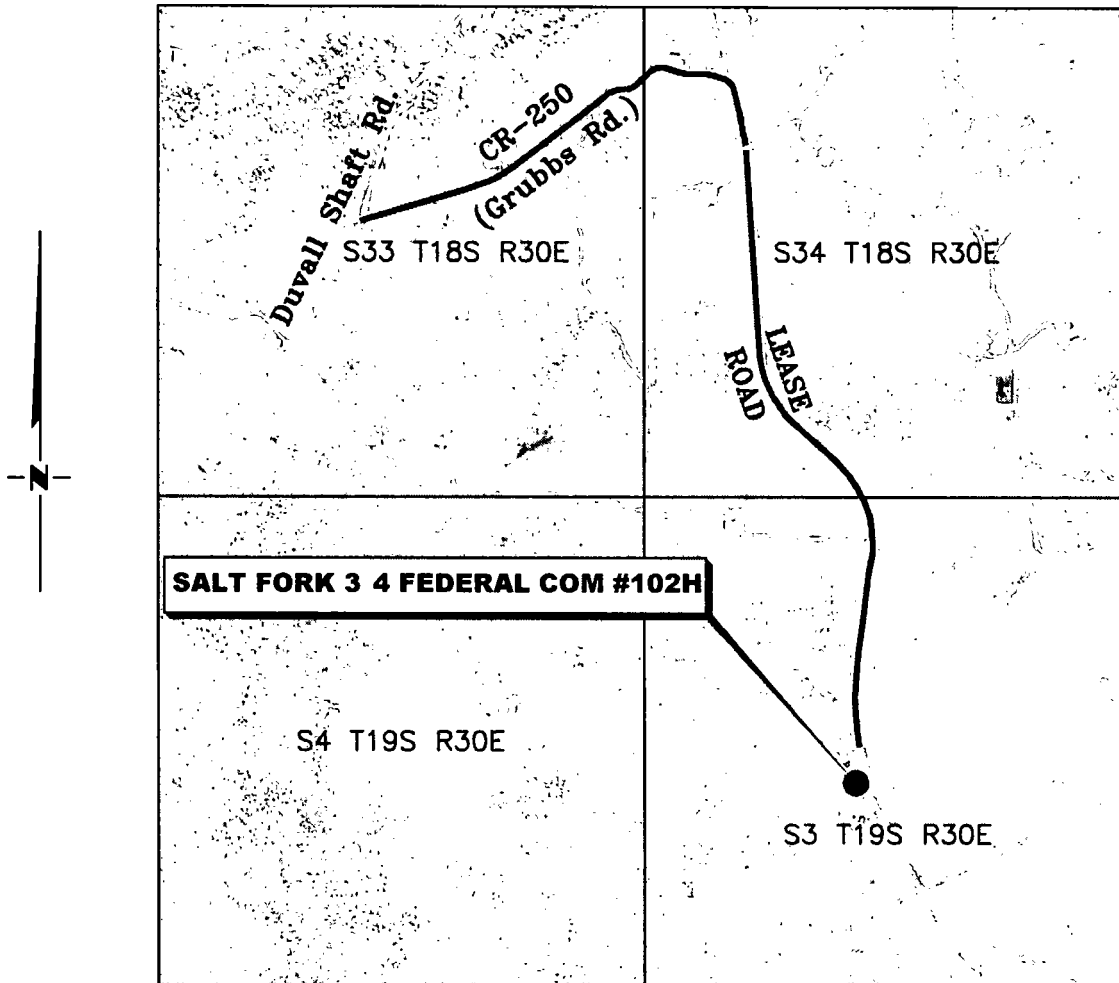 CR-250
(Grubbs Rd.)
Duvall Shaft Rd.
S33 T18S R30E
S34 T18S R30E
LEASE
ROAD
N
SALT FORK 3 4 FEDERAL COM #102H
S4 T19S R30E
S3 T19S R30E